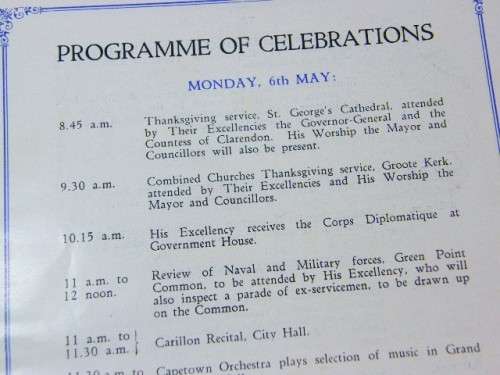 PROGRAMME OF CELEBRATIONS
MONDAY, 6th MAY:
8.45 a.m. Thanksgiving service, St. George's Cathedral, attended
by Their Excellencies the Governor-General and the
Countess of Clarendon. His Worship the Mayor and
Councillors will also be present.
9.30 a.m. Combined Churches Thanksgiving service, Groote Kerk,
attended by Their Excellencies and His Worship the
Mayor and Councillors.
10.15 a.m. His Excellency receives the Corps Diplomatique at
Government House.
11 a.m. to Review of Naval and Military forces, Green Point
12 noon. Common, to be attended by His Excellency, who will
also inspect a parade of ex-servicemen, to be drawn up
on the Common.
11 a.m. to
11.30 a.m. Carillon Recital, City Hall.
11.30 a.m. to Capetown Orchestra plays selection of music in Grand